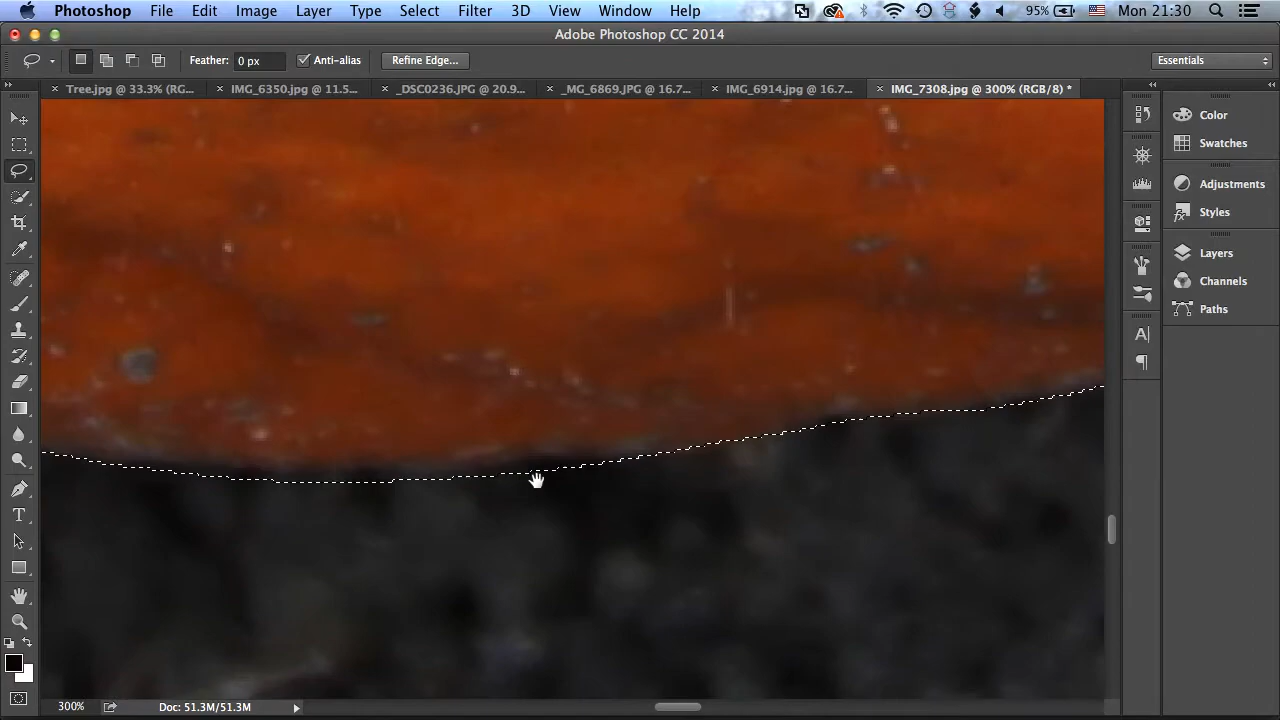 Photoshop File Edit Image Layer Type Select Filter 3D View Window Help 95% Mon 21:30
Adobe Photoshop CC 2014
Feather: 0 px Anti-alias Refine Edge... Essentials
Tree.jpg @ 33.3% (RG... IMG_6350.jpg @ 11.5... _DSC0236.JPG @ 20.9... _MG_6869.JPG @ 16.7... IMG_6914.jpg @ 16.7... IMG_7308.jpg @ 300% (RGB/8) *
Color
Swatches
Adjustments
Styles
Layers
Channels
Paths
300% Doc: 51.3M/51.3M